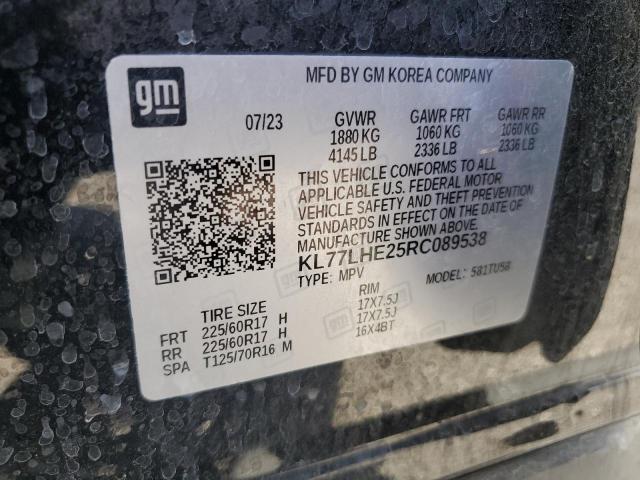 gm
MFD BY GM KOREA COMPANY
07/23 GVWR GAWR FRT GAWR RR
1880 KG 1060 KG 1060 KG
4145 LB 2336 LB 2336 LB
THIS VEHICLE CONFORMS TO ALL
APPLICABLE U.S. FEDERAL MOTOR
VEHICLE SAFETY AND THEFT PREVENTION
STANDARDS IN EFFECT ON THE DATE OF
MANUFACTURE SHOWN ABOVE.
KL77LHE25RC089538
TYPE: MPV MODEL: 581TU58
TIRE SIZE RIM
FRT 225/60R17 H 17X7.5J
RR 225/60R17 H 17X7.5J
SPA T125/70R16 M 16X4BT